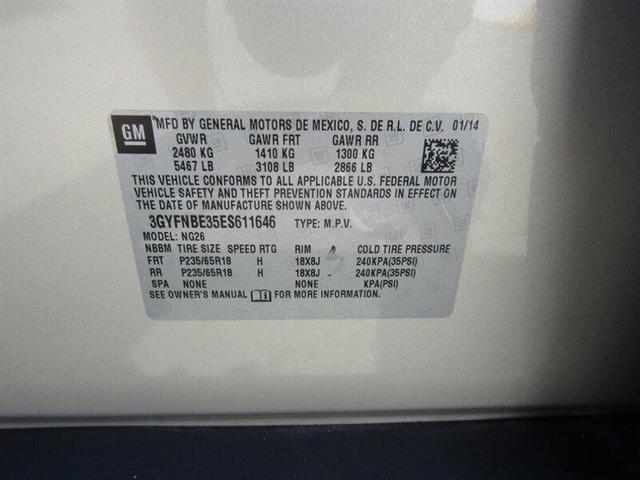 GM
MFD BY GENERAL MOTORS DE MEXICO, S. DE R.L. DE C.V. 01/14
GVWR GAWR FRT GAWR RR
2480 KG 1410 KG 1300 KG
5467 LB 3108 LB 2866 LB
THIS VEHICLE CONFORMS TO ALL APPLICABLE U.S. FEDERAL MOTOR
VEHICLE SAFETY AND THEFT PREVENTION STANDARDS IN EFFECT ON
THE DATE OF MANUFACTURE SHOWN ABOVE.
3GYFNBE35ES611646 TYPE: M.P.V.
MODEL: NG26
NBBM TIRE SIZE SPEED RTG RIM COLD TIRE PRESSURE
FRT P235/65R18 H 18X8J 240KPA(35PSI)
RR P235/65R18 H 18X8J 240KPA(35PSI)
SPA NONE NONE KPA(PSI)
SEE OWNER'S MANUAL FOR MORE INFORMATION.